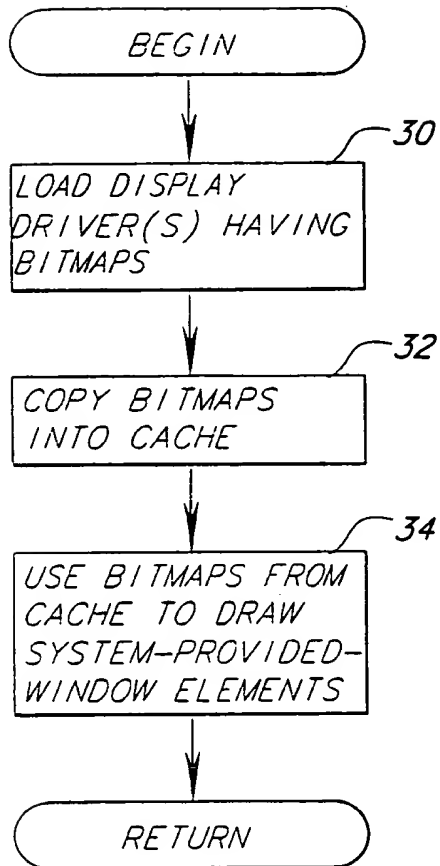 BEGIN
30
LOAD DISPLAY
DRIVER(S) HAVING
BITMAPS
32
COPY BITMAPS
INTO CACHE
34
USE BITMAPS FROM
CACHE TO DRAW
SYSTEM-PROVIDED-
WINDOW ELEMENTS
RETURN